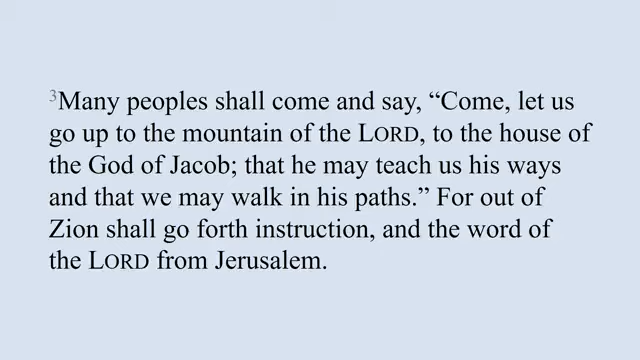 3Many peoples shall come and say, “Come, let us
go up to the mountain of the LORD, to the house of
the God of Jacob; that he may teach us his ways
and that we may walk in his paths.” For out of
Zion shall go forth instruction, and the word of
the LORD from Jerusalem.